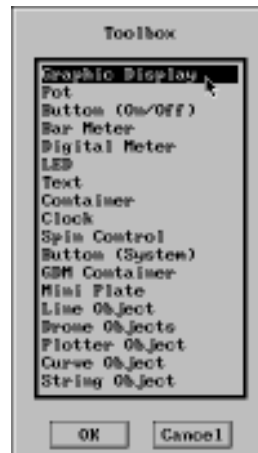 Toolbox
Graphic Display
Pot
Button (On/Off)
Bar Meter
Digital Meter
LED
Text
Container
Clock
Spin Control
Button (System)
GDM Container
Mini Plate
Line Object
Drone Objects
Plotter Object
Curve Object
String Object
OK
Cancel